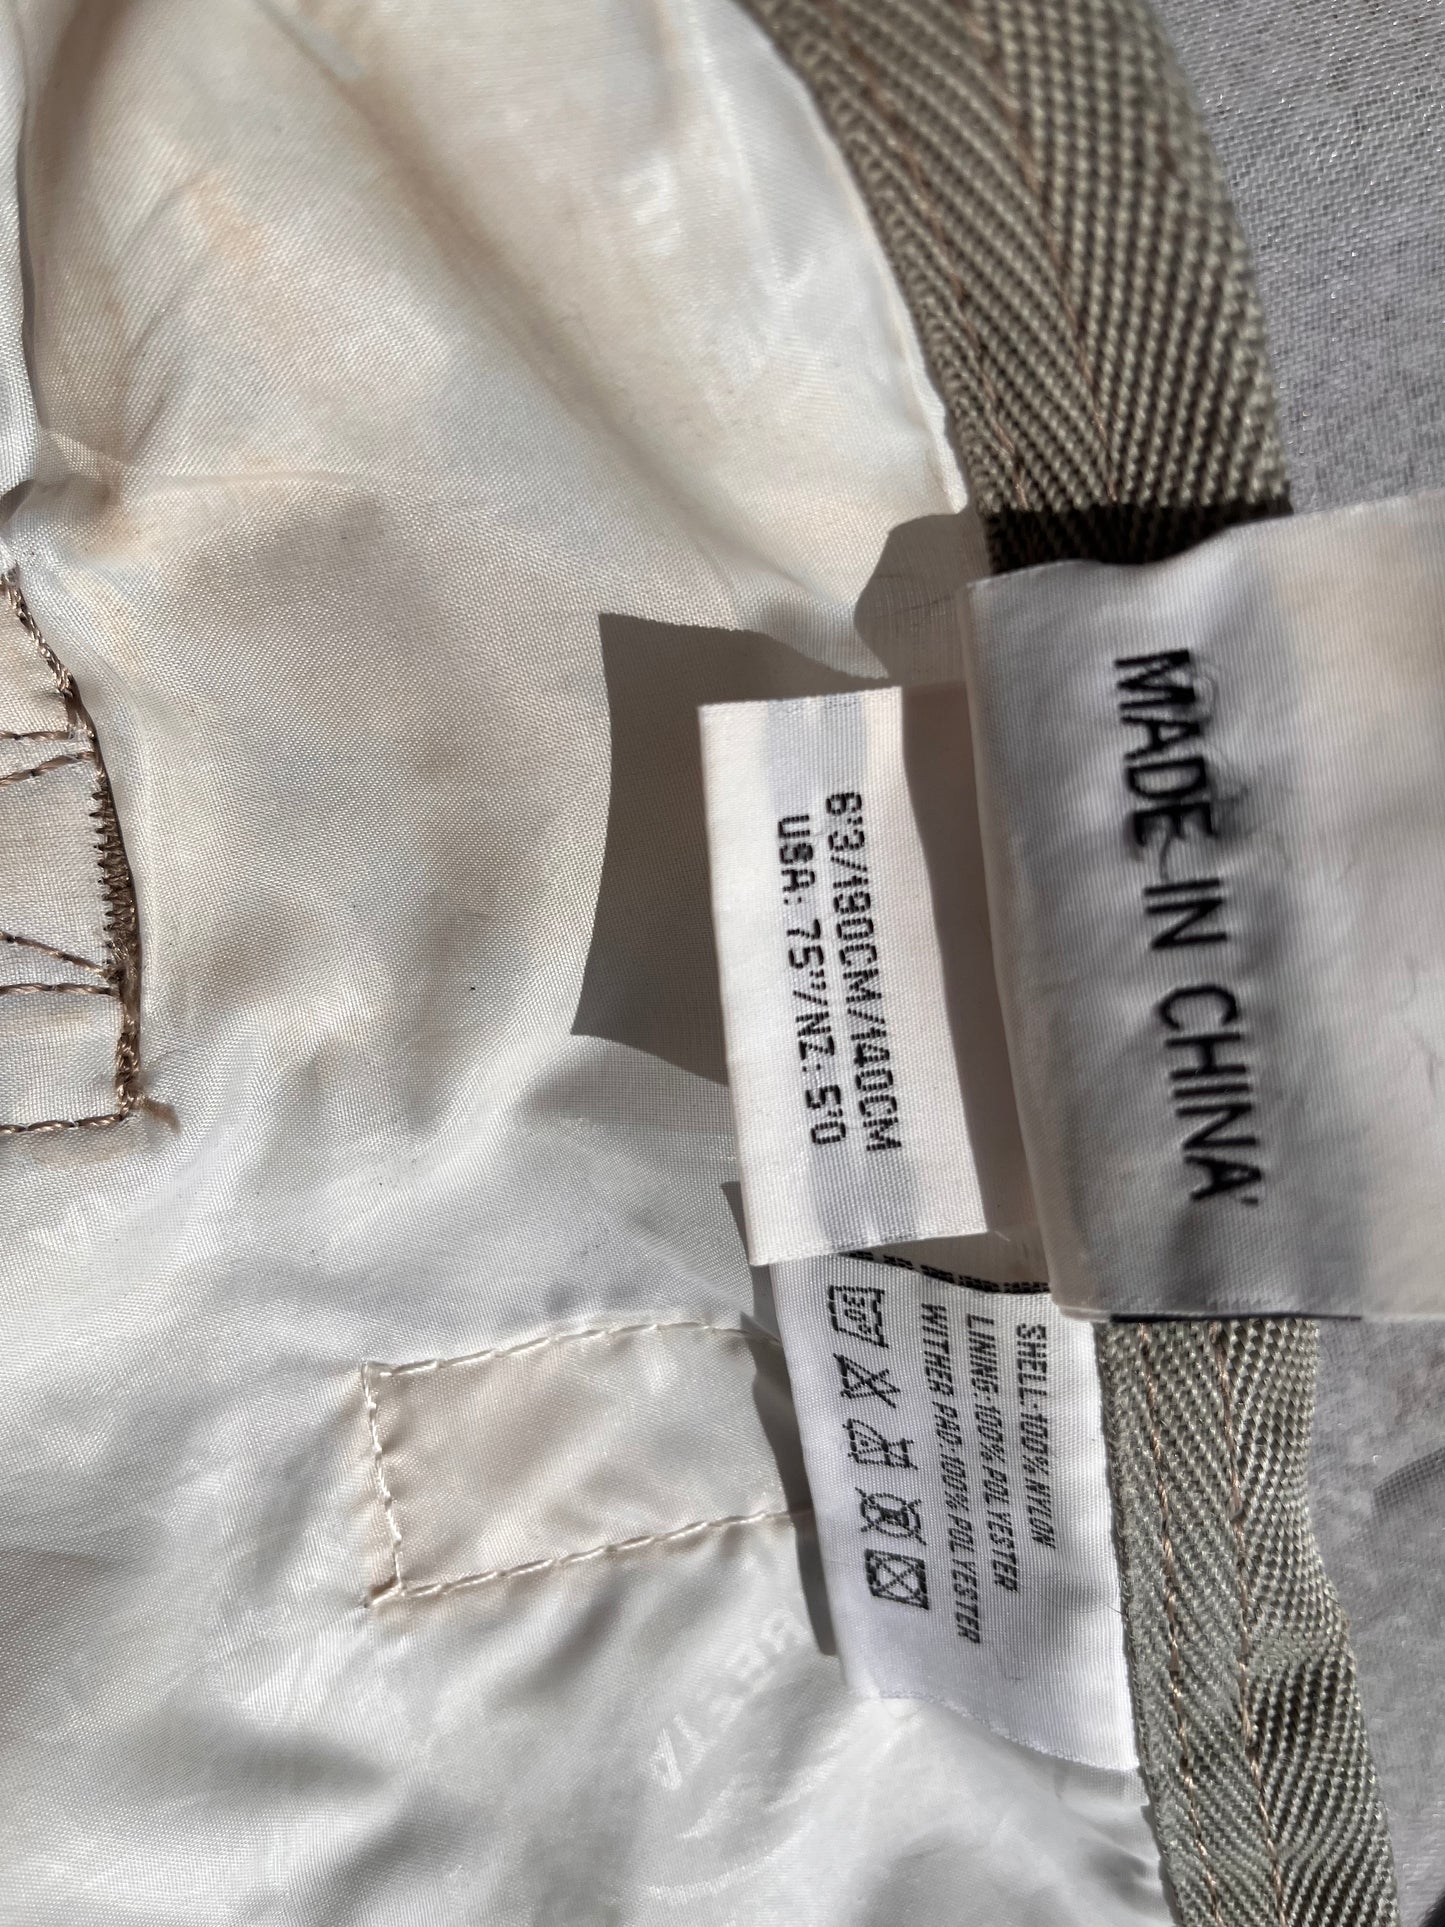 MADE IN CHINA
6'3/190CM/140CM
USA: 75"/NZ: 5'0
SHELL:100%NYLON
LINING:100%POLYESTER
WITHER PAD:100%POLYESTER
30°